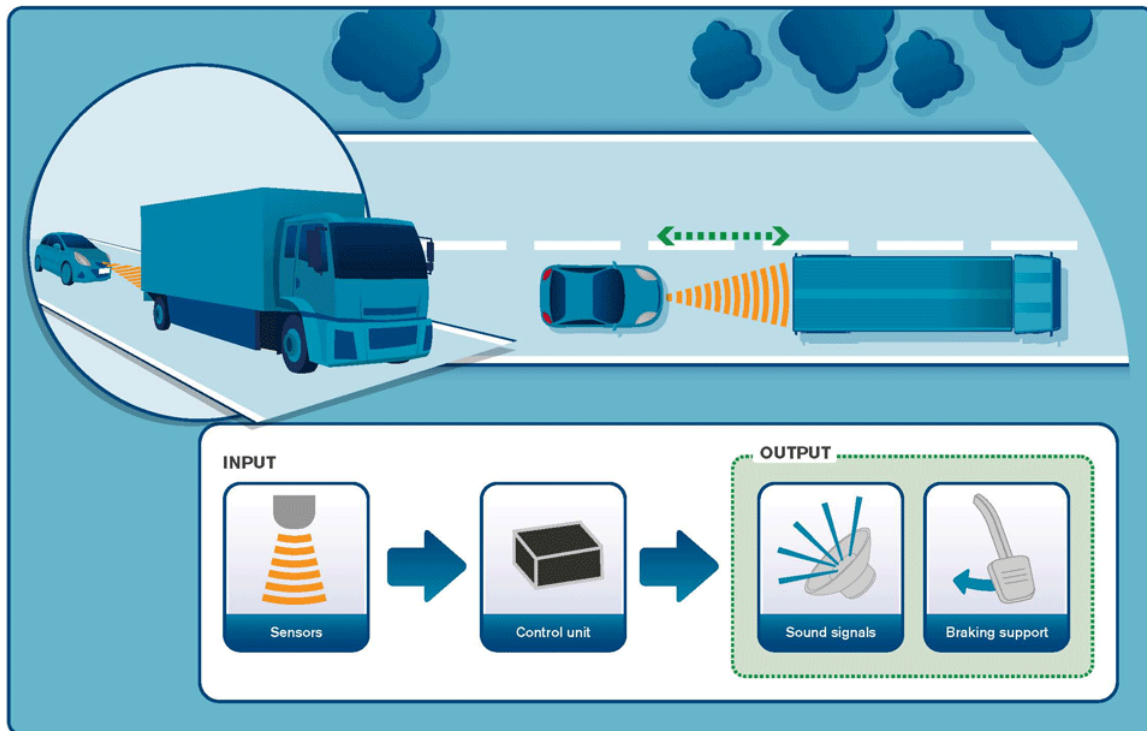 INPUT
OUTPUT
Sensors
Control unit
Sound signals
Braking support